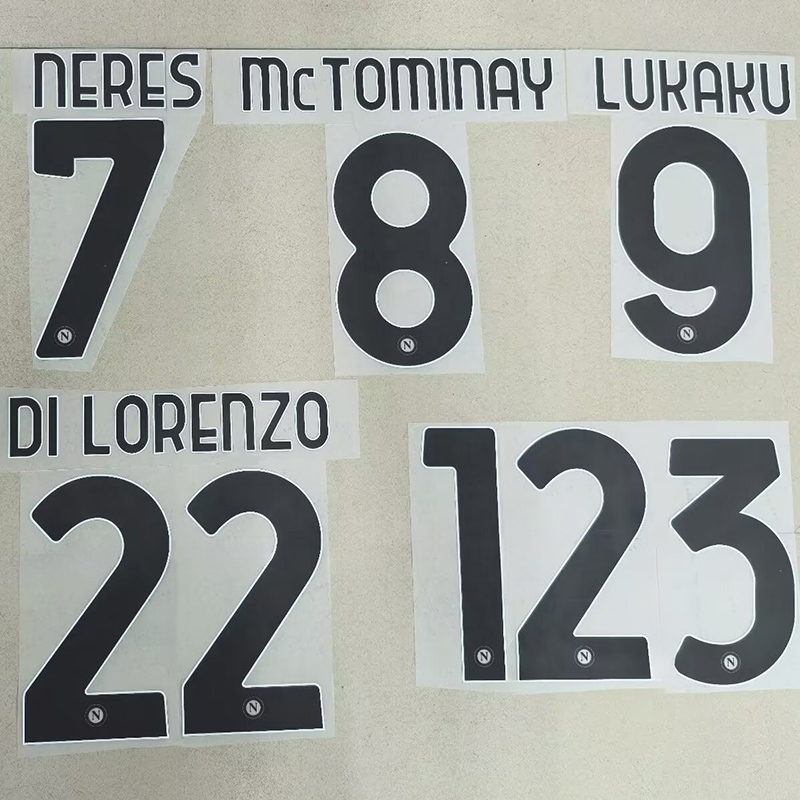 NERES
McTOMINAY
LUKAKU
7
8
9
N
N
N
DI LORENZO
22
123
N
N
N
N
N